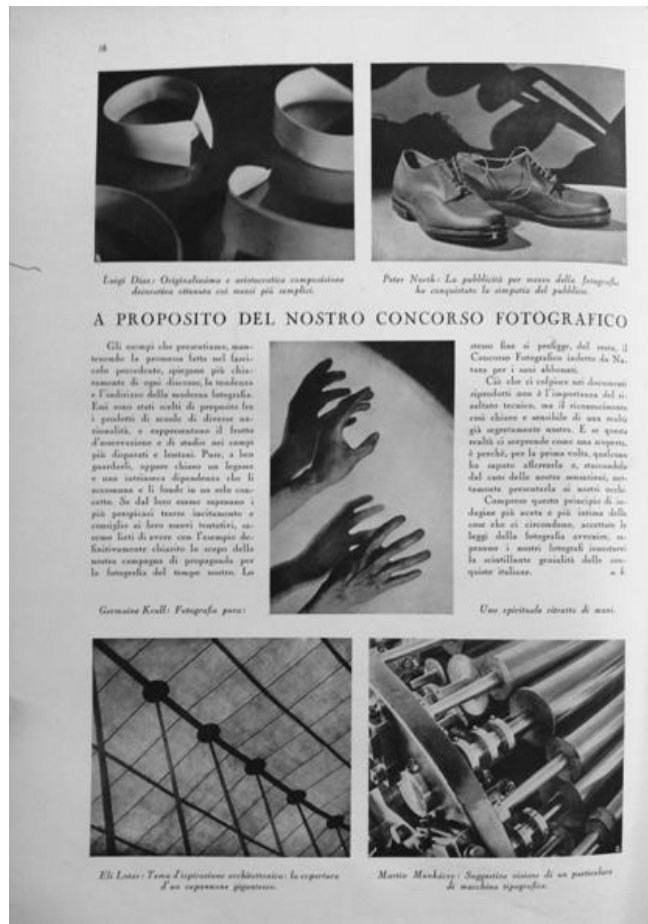 18
Luigi Diaz: Originalissima e aristocratica composizione
decorativa ottenuta coi mezzi più semplici.
Peter North: La pubblicità per mezzo della fotografia
ha conquistato la simpatia del pubblico.
A PROPOSITO DEL NOSTRO CONCORSO FOTOGRAFICO
Gli esempi che presentiamo, man-
tenendo la promessa fatta nel fasci-
colo precedente, spiegano più chia-
ramente di ogni discorso, la tendenza
e l'indirizzo della moderna fotografia.
Essi sono stati scelti di proposito fra
i prodotti di scuole di diverse na-
zionalità, e rappresentano il frutto
d'osservazione e di studio nei campi
più disparati e lontani. Pure, a ben
guardarli, appare chiaro un legame
e una intrinseca dipendenza che li
accomuna e li fonde in un solo con-
cetto. Se dal loro esame sapranno i
più perspicaci trarre incitamento e
consiglio ai loro nuovi tentativi, sa-
remo lieti di avere con l'esempio de-
finitivamente chiarito lo scopo della
nostra campagna di propaganda per
la fotografia del tempo nostro. Lo
stesso fine si prefigge, del resto, il
Concorso Fotografico indetto da Na-
tura per i suoi abbonati.
Ciò che ci colpisce nei documenti
riprodotti non è l'importanza del ri-
sultato tecnico, ma il riconoscimento
così chiaro e sensibile di una realtà
già segretamente nostra. E se questa
realtà ci sorprende come una scoperta,
è perchè, per la prima volta, qualcuno
ha saputo afferrarla e, staccandola
dal caos delle nostre sensazioni, net-
tamente presentarla ai nostri occhi.
Compreso questo principio di in-
dagine più acuta e più intima delle
cose che ci circondano, accettate le
leggi della fotografia avvenire, sa-
pranno i nostri fotografi innestarvi
la scintillante genialità delle con-
quiste italiane.
Germaine Krull: Fotografia pura:
Uno spirituale ritratto di mani.
Eli Lotar: Tema d'ispirazione architettonica: la copertura
d'un capannone gigantesco.
Martin Munkácsy: Suggestiva visione di un particolare
di macchina tipografica.